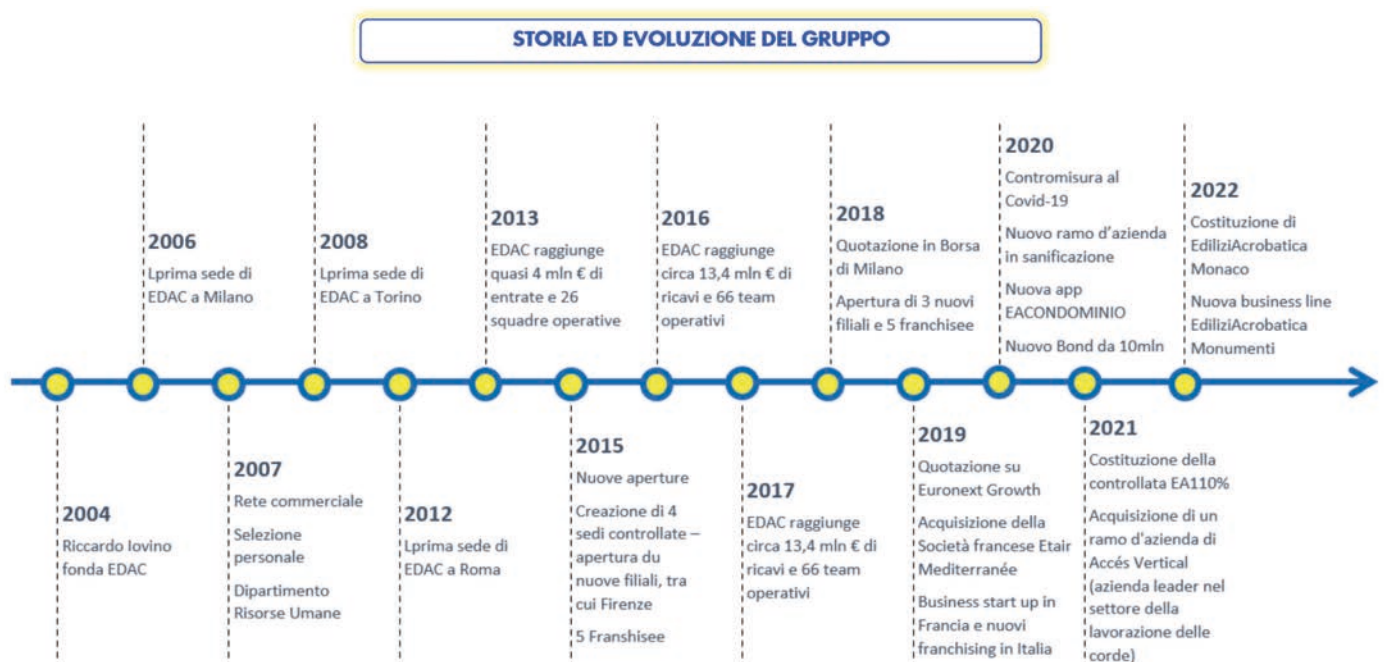 STORIA ED EVOLUZIONE DEL GRUPPO
2004
Riccardo Iovino
fonda EDAC
2006
Lprima sede di
EDAC a Milano
2007
Rete commerciale
Selezione
personale
Dipartimento
Risorse Umane
2008
Lprima sede di
EDAC a Torino
2012
Lprima sede di
EDAC a Roma
2013
EDAC raggiunge
quasi 4 mln € di
entrate e 26
squadre operative
2015
Nuove aperture
Creazione di 4
sedi controllate –
apertura du
nuove filiali, tra
cui Firenze
5 Franshisee
2016
EDAC raggiunge
circa 13,4 mln € di
ricavi e 66 team
operativi
2017
EDAC raggiunge
circa 13,4 mln € di
ricavi e 66 team
operativi
2018
Quotazione in Borsa
di Milano
Apertura di 3 nuovi
filiali e 5 franchisee
2019
Quotazione su
Euronext Growth
Acquisizione della
Società francese Etair
Mediterranée
Business start up in
Francia e nuovi
franchising in Italia
2020
Contromisura al
Covid-19
Nuovo ramo d'azienda
in sanificazione
Nuova app
EACONDOMINIO
Nuovo Bond da 10mln
2021
Costituzione della
controllata EA110%
Acquisizione di un
ramo d'azienda di
Accés Vertical
(azienda leader nel
settore della
lavorazione delle
corde)
2022
Costituzione di
EdiliziAcrobatica
Monaco
Nuova business line
EdiliziAcrobatica
Monumenti